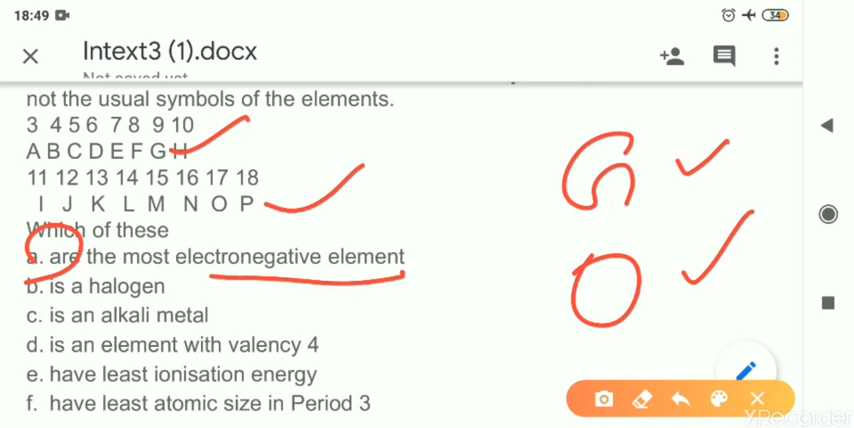 18:49 34
Intext3 (1).docx
Not saved yet
not the usual symbols of the elements.
3 4 5 6 7 8 9 10
A B C D E F G H
11 12 13 14 15 16 17 18
I J K L M N O P
Which of these
a. are the most electronegative element
b. is a halogen
c. is an alkali metal
d. is an element with valency 4
e. have least ionisation energy
f. have least atomic size in Period 3
G
O
XRecorder